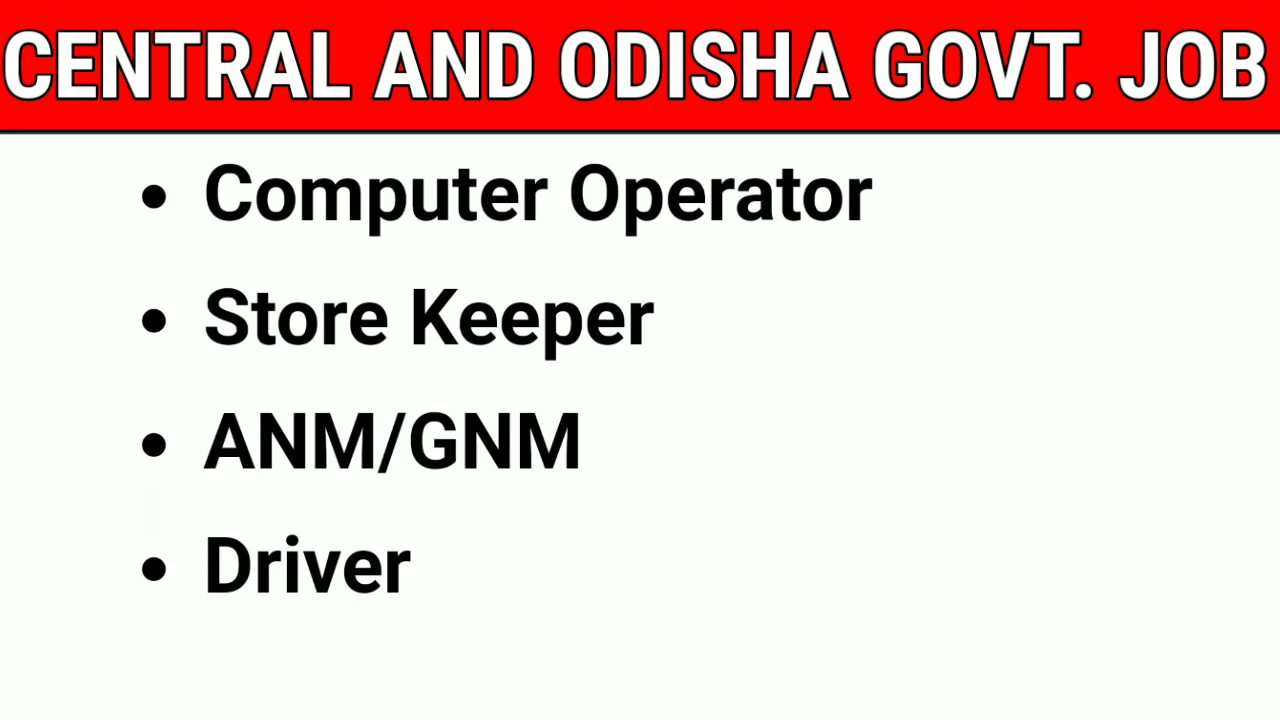 CENTRAL AND ODISHA GOVT. JOB
• Computer Operator
• Store Keeper
• ANM/GNM
• Driver